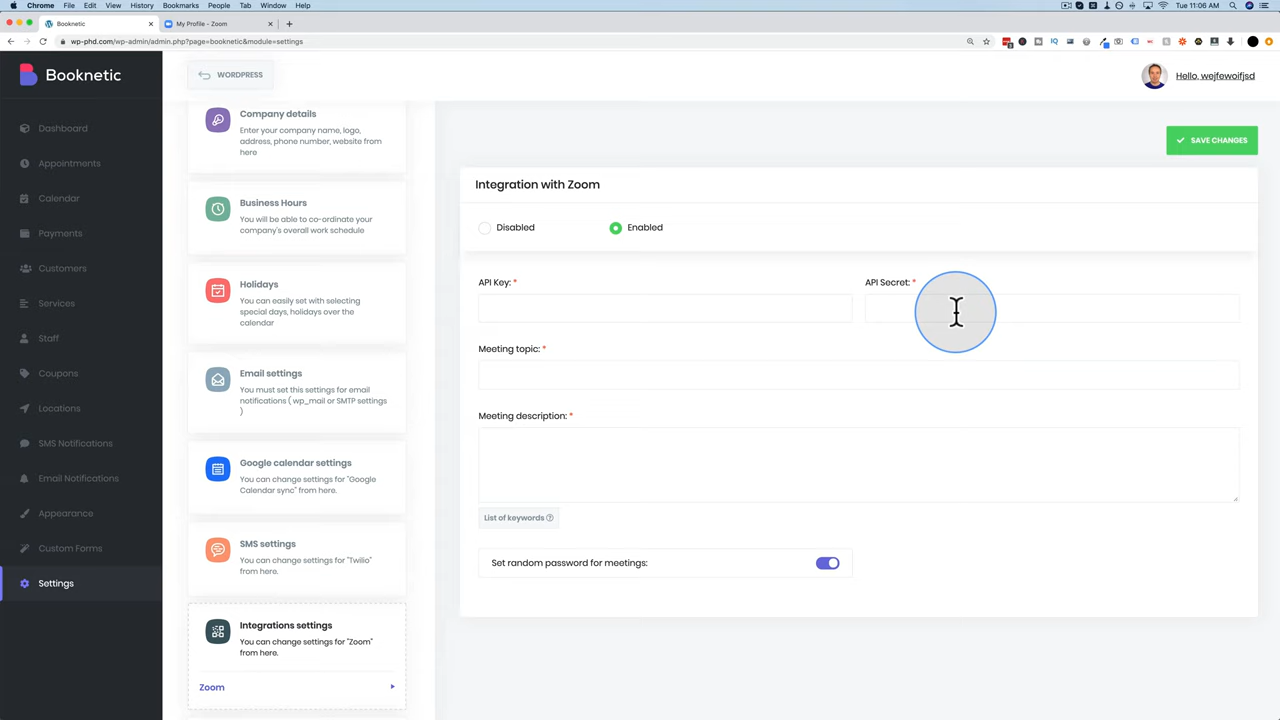 Chrome File Edit View History Bookmarks People Tab Window Help
Tue 11:06 AM
Booknetic
My Profile - Zoom
wp-phd.com/wp-admin/admin.php?page=booknetic&module=settings
Booknetic
WORDPRESS
Hello, wejfewoifjsd
Dashboard
Appointments
Calendar
Payments
Customers
Services
Staff
Coupons
Locations
SMS Notifications
Email Notifications
Appearance
Custom Forms
Settings
Company details
Enter your company name, logo,
address, phone number, website from
here
Business Hours
You will be able to co-ordinate your
company's overall work schedule
Holidays
You can easily set with selecting
special days, holidays over the
calendar
Email settings
You must set this settings for email
notifications ( wp_mail or SMTP settings
)
Google calendar settings
You can change settings for "Google
Calendar sync" from here.
SMS settings
You can change settings for "Twilio"
from here.
Integrations settings
You can change settings for "Zoom"
from here.
Zoom
SAVE CHANGES
Integration with Zoom
Disabled
Enabled
API Key: *
API Secret: *
Meeting topic: *
Meeting description: *
List of keywords
Set random password for meetings: